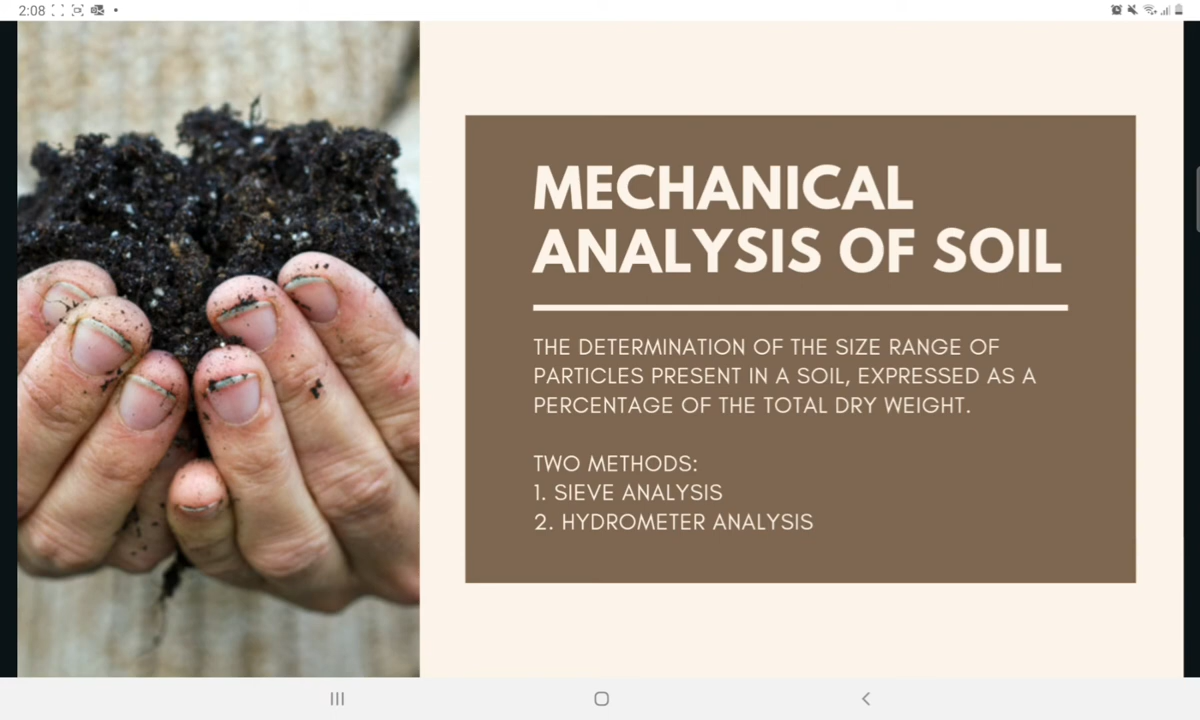 2:08
MECHANICAL
ANALYSIS OF SOIL
THE DETERMINATION OF THE SIZE RANGE OF
PARTICLES PRESENT IN A SOIL, EXPRESSED AS A
PERCENTAGE OF THE TOTAL DRY WEIGHT.
TWO METHODS:
1. SIEVE ANALYSIS
2. HYDROMETER ANALYSIS